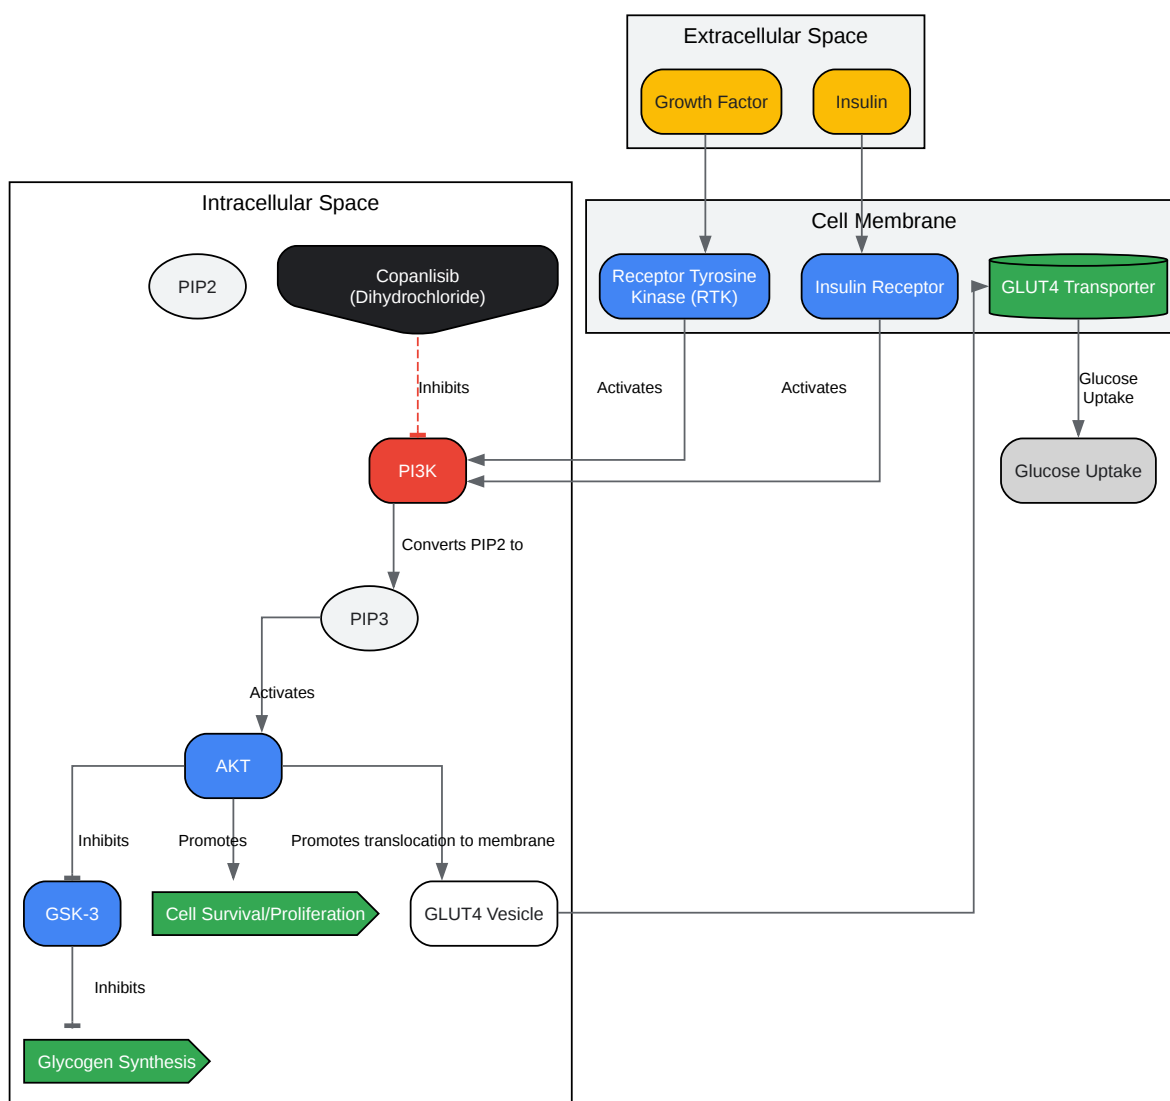 Extracellular Space
Growth Factor
Insulin
Intracellular Space
Cell Membrane
PIP2
Copanlisib
(Dihydrochloride)
Receptor Tyrosine
Kinase (RTK)
Insulin Receptor
GLUT4 Transporter
Inhibits
Activates
Activates
Glucose
Uptake
PI3K
Glucose Uptake
Converts PIP2 to
PIP3
Activates
AKT
Inhibits
Promotes
Promotes translocation to membrane
GSK-3
Cell Survival/Proliferation
GLUT4 Vesicle
Inhibits
Glycogen Synthesis